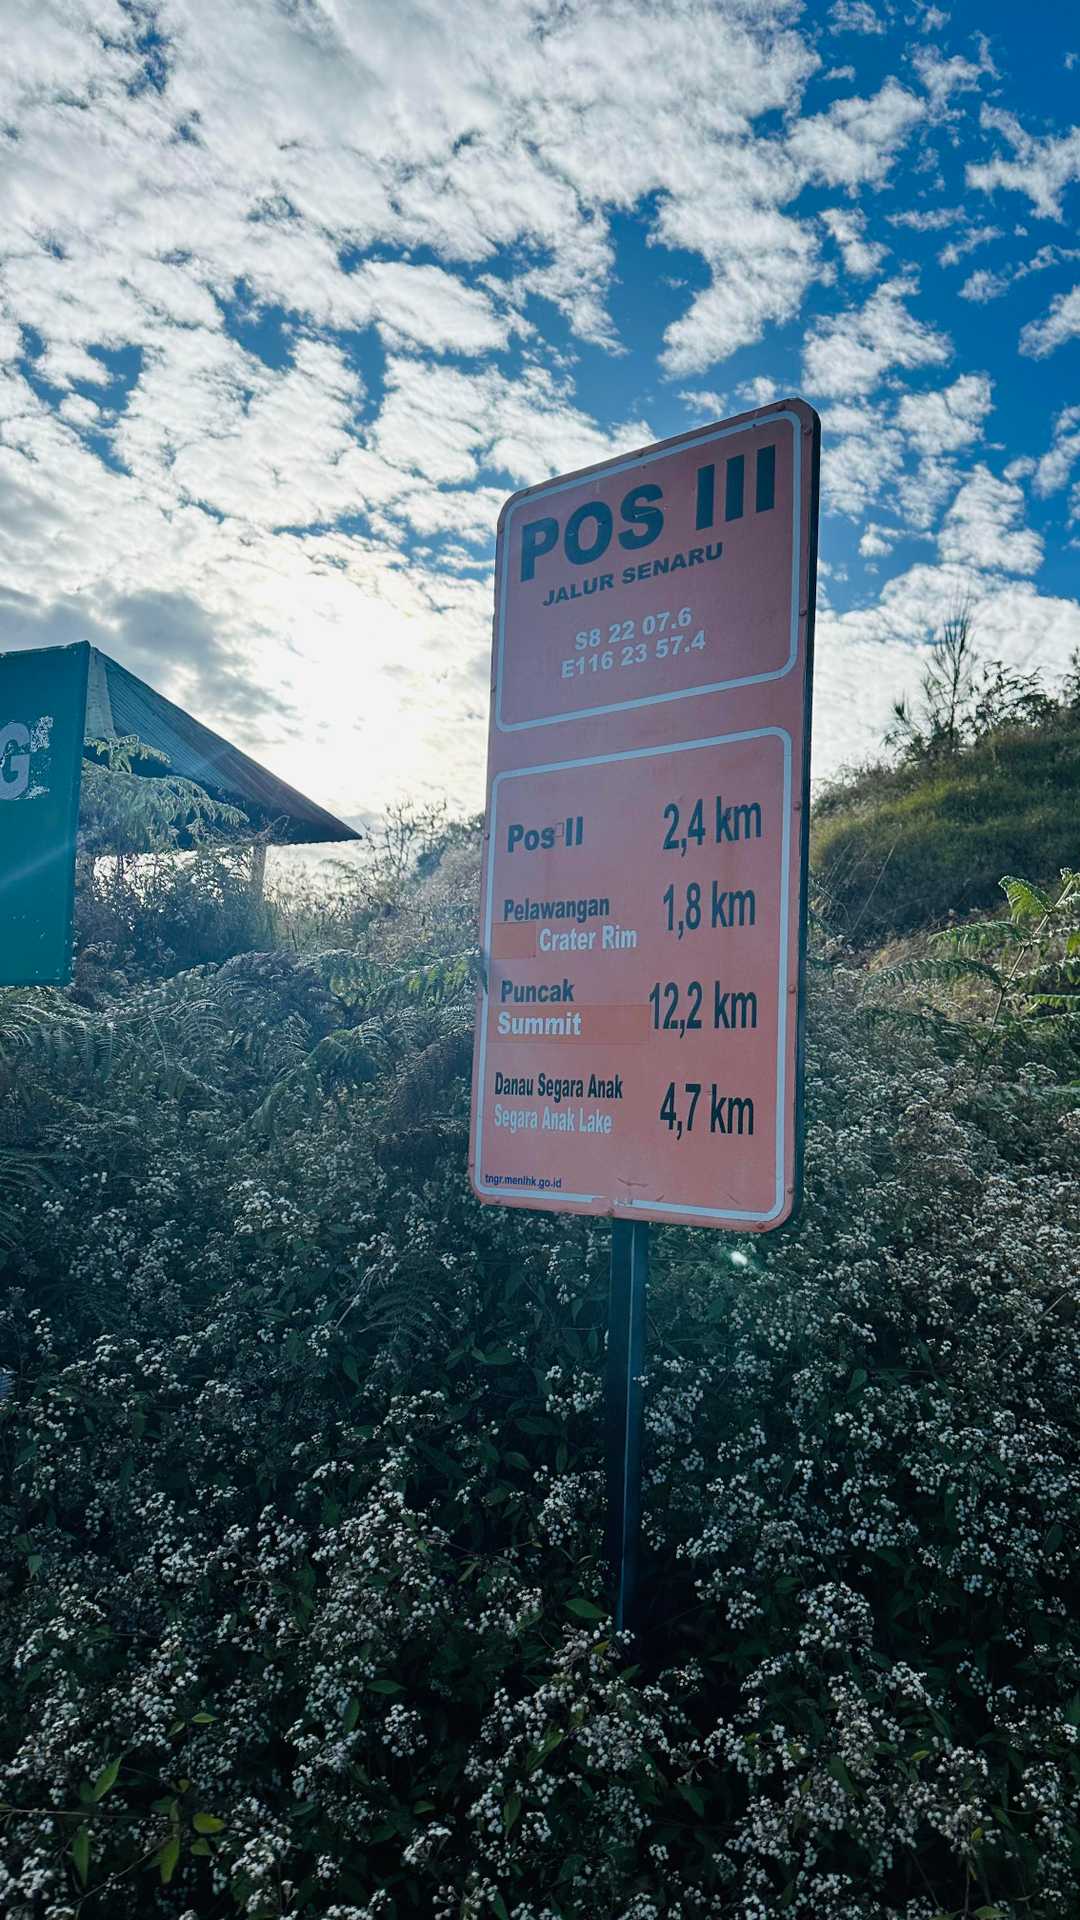 POS III
JALUR SENARU
S8 22 07.6
E116 23 57.4
Pos II 2,4 km
Pelawangan 1,8 km
Crater Rim
Puncak 12,2 km
Summit
Danau Segara Anak 4,7 km
Segara Anak Lake
tngr.menlhk.go.id
G